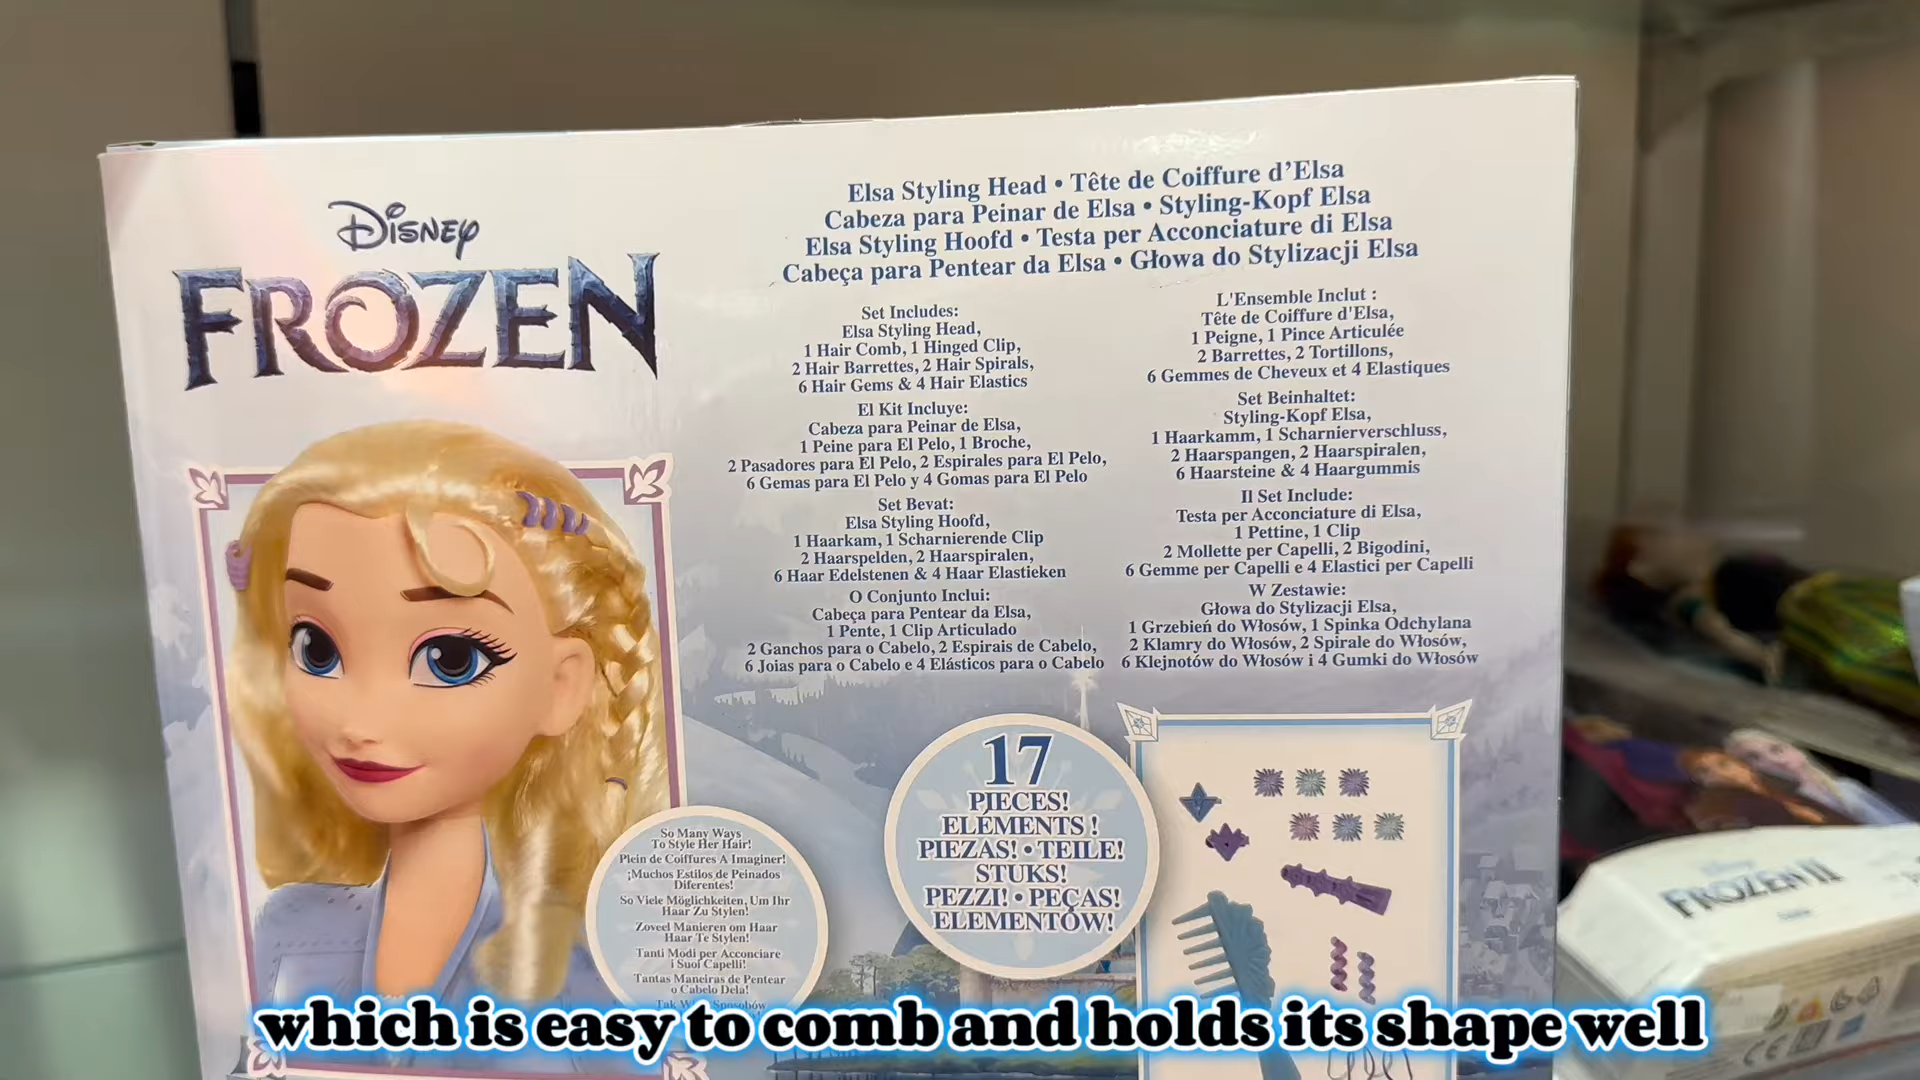 DISNEY
FROZEN
Elsa Styling Head • Tête de Coiffure d'Elsa
Cabeza para Peinar de Elsa • Styling-Kopf Elsa
Elsa Styling Hoofd • Testa per Acconciature di Elsa
Cabeça para Pentear da Elsa • Głowa do Stylizacji Elsa
Set Includes:
Elsa Styling Head,
1 Hair Comb, 1 Hinged Clip,
2 Hair Barrettes, 2 Hair Spirals,
6 Hair Gems & 4 Hair Elastics
El Kit Incluye:
Cabeza para Peinar de Elsa,
1 Peine para El Pelo, 1 Broche,
2 Pasadores para El Pelo, 2 Espirales para El Pelo,
6 Gemas para El Pelo y 4 Gomas para El Pelo
Set Bevat:
Elsa Styling Hoofd,
1 Haarkam, 1 Scharnierende Clip
2 Haarspelden, 2 Haarspiralen,
6 Haar Edelstenen & 4 Haar Elastieken
O Conjunto Inclui:
Cabeça para Pentear da Elsa,
1 Pente, 1 Clip Articulado
2 Ganchos para o Cabelo, 2 Espirais de Cabelo,
6 Joias para o Cabelo e 4 Elásticos para o Cabelo
L'Ensemble Inclut :
Tête de Coiffure d'Elsa,
1 Peigne, 1 Pince Articulée
2 Barrettes, 2 Tortillons,
6 Gemmes de Cheveux et 4 Elastiques
Set Beinhaltet:
Styling-Kopf Elsa,
1 Haarkamm, 1 Scharnierverschluss,
2 Haarspangen, 2 Haarspiralen,
6 Haarsteine & 4 Haargummis
Il Set Include:
Testa per Acconciature di Elsa,
1 Pettine, 1 Clip
2 Mollette per Capelli, 2 Bigodini,
6 Gemme per Capelli e 4 Elastici per Capelli
W Zestawie:
Głowa do Stylizacji Elsa,
1 Grzebień do Włosów, 1 Spinka Odchylana
2 Klamry do Włosów, 2 Spirale do Włosów,
6 Klejnotów do Włosów i 4 Gumki do Włosów
So Many Ways
To Style Her Hair!
Plein de Coiffures A Imaginer!
¡Muchos Estilos de Peinados
Diferentes!
So Viele Möglichkeiten, Um Ihr
Haar Zu Stylen!
Zoveel Manieren om Haar
Haar Te Stylen!
Tanti Modi per Acconciare
i Suoi Capelli!
Tantas Maneiras de Pentear
o Cabelo Dela!
Tak
17
PIECES!
ELÉMENTS !
PIEZAS! • TEILE!
STUKS!
PEZZI! • PEÇAS!
ELEMENTÓW!
FROZEN II
CE
which is easy to comb and holds its shape well